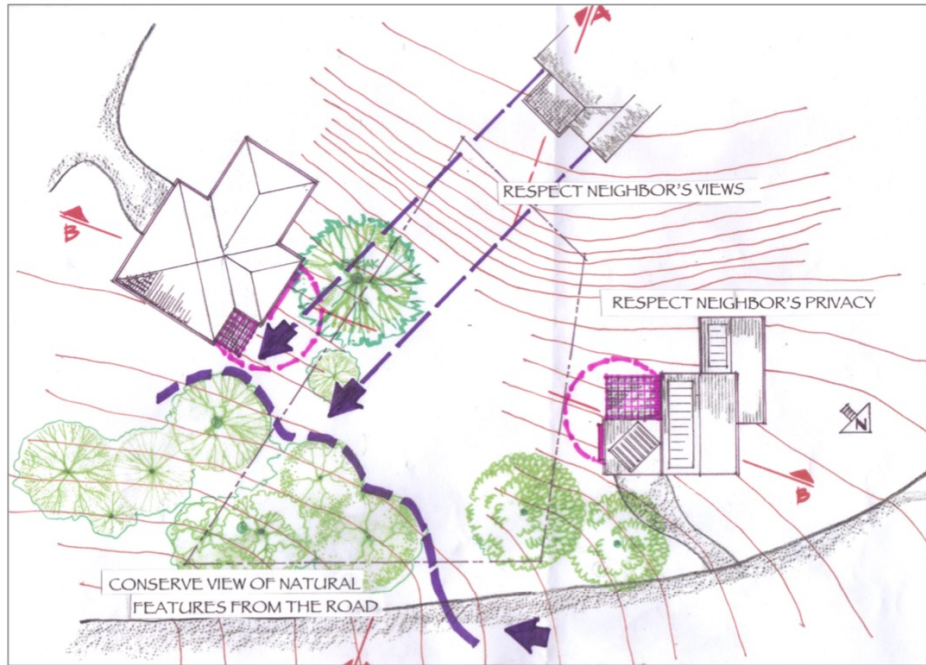 A
RESPECT NEIGHBOR'S VIEWS
B
RESPECT NEIGHBOR'S PRIVACY
N
B
CONSERVE VIEW OF NATURAL
FEATURES FROM THE ROAD